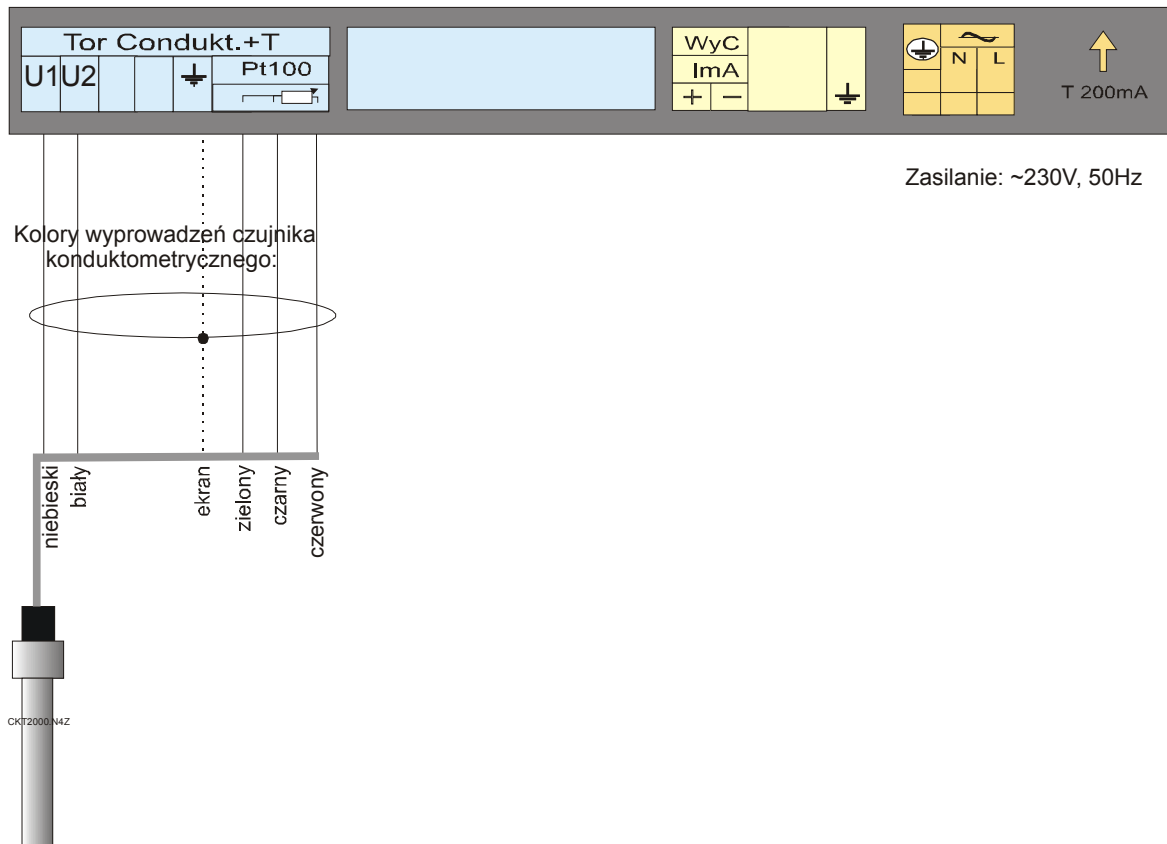 Tor Condukt.+T
U1 U2
Pt100
WyC
ImA
+ −
N L
T 200mA
Zasilanie: ~230V, 50Hz
Kolory wyprowadzeń czujnika
konduktometrycznego:
niebieski
biały
ekran
zielony
czarny
czerwony
CKT2000.N4Z